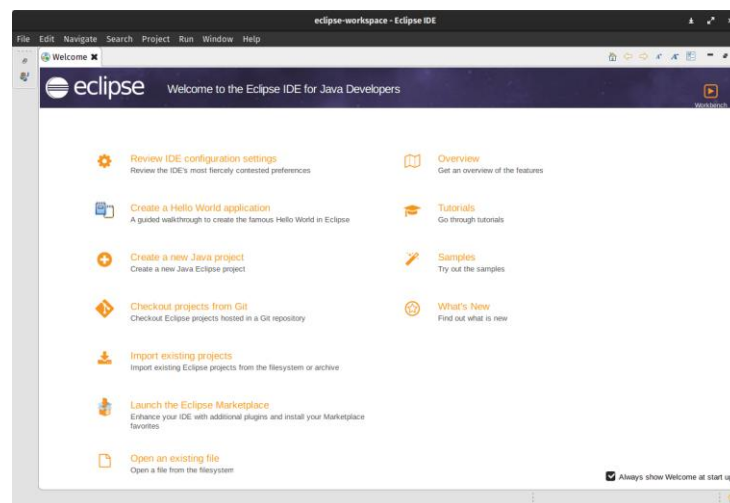 eclipse-workspace - Eclipse IDE
File Edit Navigate Search Project Run Window Help
Welcome
eclipse Welcome to the Eclipse IDE for Java Developers
Workbench
Review IDE configuration settings
Review the IDE's most fiercely contested preferences
Create a Hello World application
A guided walkthrough to create the famous Hello World in Eclipse
Create a new Java project
Create a new Java Eclipse project
Checkout projects from Git
Checkout Eclipse projects hosted in a Git repository
Import existing projects
Import existing Eclipse projects from the filesystem or archive
Launch the Eclipse Marketplace
Enhance your IDE with additional plugins and install your Marketplace
favorites
Open an existing file
Open a file from the filesystem
Overview
Get an overview of the features
Tutorials
Go through tutorials
Samples
Try out the samples
What's New
Find out what is new
Always show Welcome at start up